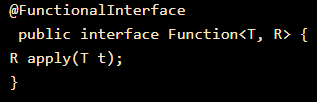 @FunctionalInterface
public interface Function<T, R> {
R apply(T t);
}